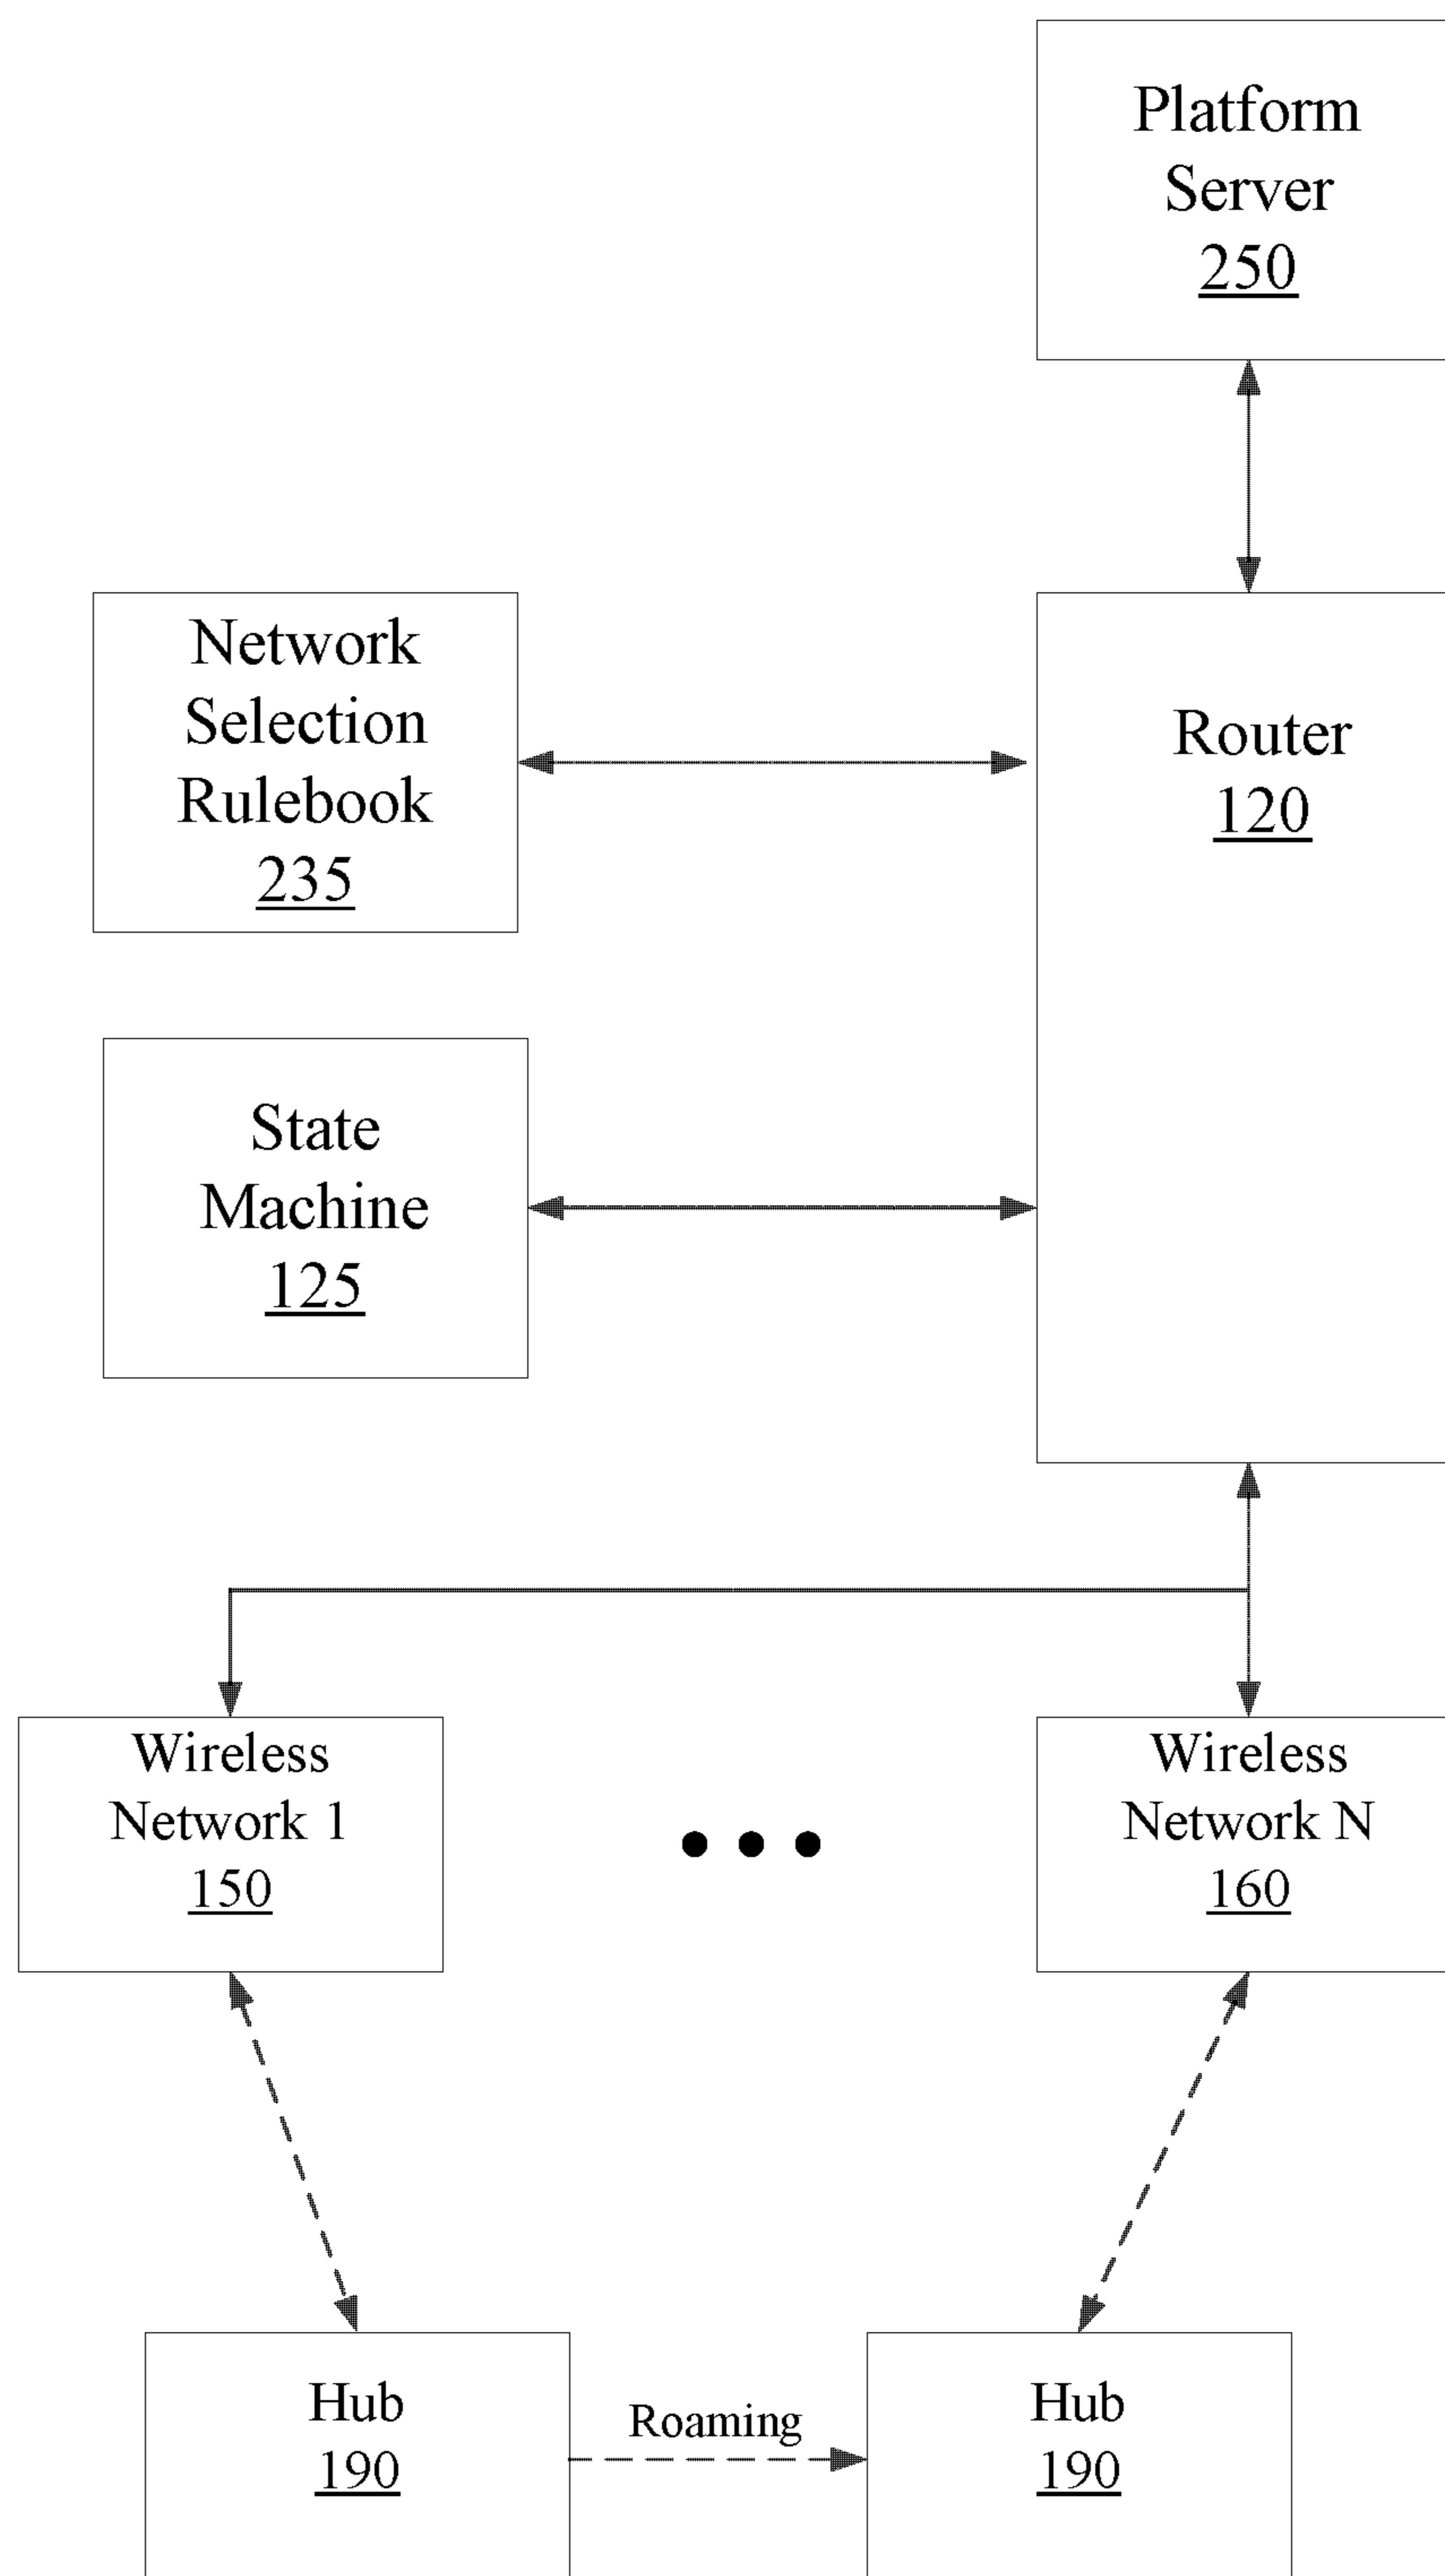 Platform
Server
250
Network
Selection
Rulebook
235
Router
120
State
Machine
125
Wireless
Network 1
150
Wireless
Network N
160
Hub
190
Roaming
Hub
190